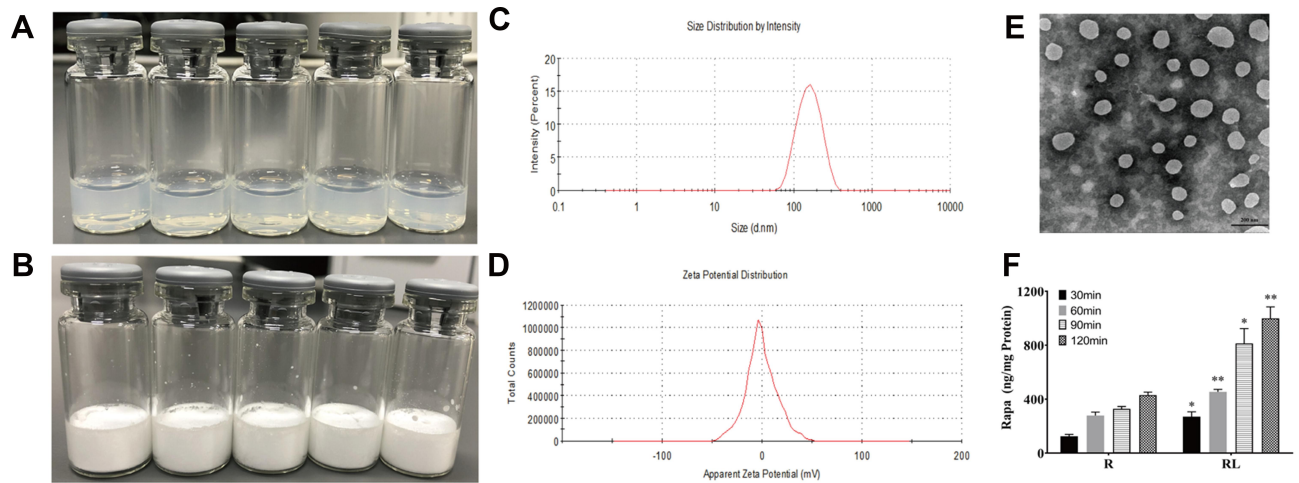 A
B
C
Size Distribution by Intensity
Intensity (Percent)
20
15
10
5
0
0.1
1
10
100
1000
10000
Size (d.nm)
D
Zeta Potential Distribution
Total Counts
1200000
1000000
800000
600000
400000
200000
0
-100
0
100
200
Apparent Zeta Potential (mV)
E
200 nm
F
Rapa (ng/mg Protein)
1200
800
400
0
30min
60min
90min
120min
*
**
*
**
R
RL